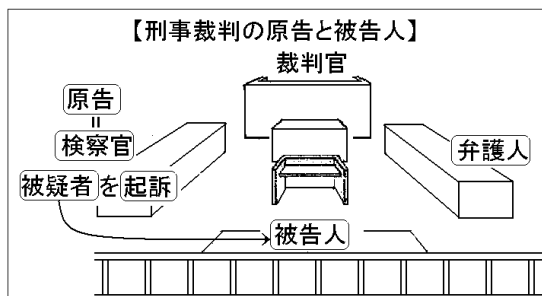 【刑事裁判の原告と被告人】
裁判官
原告
=
検察官
弁護人
被疑者を起訴
被告人